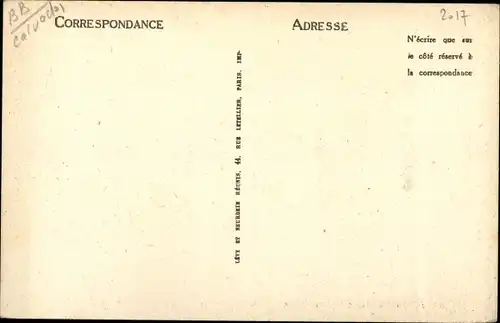 BB
Calvados
CORRESPONDANCE
ADRESSE
2017
N'écrire que sur
le côté réservé à
la correspondance
LÉVY ET NEURDEIN RÉUNIS, 44, RUE LETELLIER, PARIS. IMP.